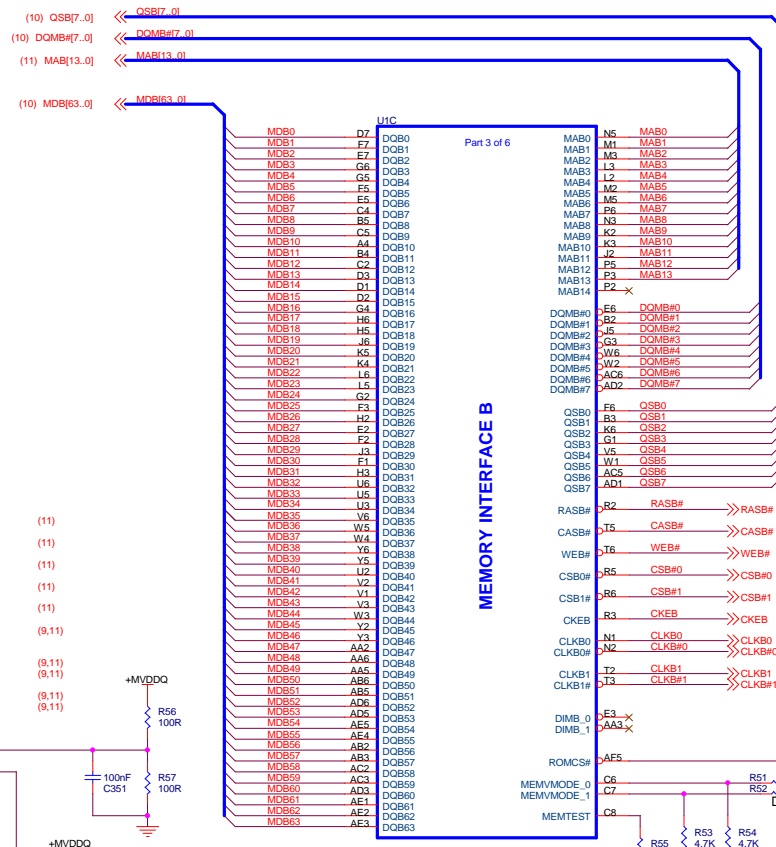 (10) QSB[7..0] QSB[7..0]
(10) DQMB#[7..0] DQMB#[7..0]
(11) MAB[13..0] MAB[13..0]
(10) MDB[63..0] MDB[63..0]
U1C
Part 3 of 6
MEMORY INTERFACE B
MDB0 D7 DQB0
MDB1 F7 DQB1
MDB2 E7 DQB2
MDB3 G6 DQB3
MDB4 G5 DQB4
MDB5 F5 DQB5
MDB6 E5 DQB6
MDB7 C4 DQB7
MDB8 B5 DQB8
MDB9 C5 DQB9
MDB10 A4 DQB10
MDB11 B4 DQB11
MDB12 C2 DQB12
MDB13 D3 DQB13
MDB14 D1 DQB14
MDB15 D2 DQB15
MDB16 G4 DQB16
MDB17 H6 DQB17
MDB18 H5 DQB18
MDB19 J6 DQB19
MDB20 K5 DQB20
MDB21 K4 DQB21
MDB22 L6 DQB22
MDB23 L5 DQB23
MDB24 G2 DQB24
MDB25 F3 DQB25
MDB26 H2 DQB26
MDB27 E2 DQB27
MDB28 F2 DQB28
MDB29 J3 DQB29
MDB30 F1 DQB30
MDB31 H3 DQB31
MDB32 U6 DQB32
MDB33 U5 DQB33
MDB34 U3 DQB34
MDB35 V6 DQB35
MDB36 W5 DQB36
MDB37 W4 DQB37
MDB38 Y6 DQB38
MDB39 Y5 DQB39
MDB40 U2 DQB40
MDB41 V2 DQB41
MDB42 V1 DQB42
MDB43 V3 DQB43
MDB44 W3 DQB44
MDB45 Y2 DQB45
MDB46 Y3 DQB46
MDB47 AA2 DQB47
MDB48 AA6 DQB48
MDB49 AA5 DQB49
MDB50 AB6 DQB50
MDB51 AB5 DQB51
MDB52 AD6 DQB52
MDB53 AD5 DQB53
MDB54 AE5 DQB54
MDB55 AE4 DQB55
MDB56 AB2 DQB56
MDB57 AB3 DQB57
MDB58 AC2 DQB58
MDB59 AC3 DQB59
MDB60 AD3 DQB60
MDB61 AE1 DQB61
MDB62 AE2 DQB62
MDB63 AE3 DQB63
MAB0 N5 MAB0
MAB1 M1 MAB1
MAB2 M3 MAB2
MAB3 L3 MAB3
MAB4 L2 MAB4
MAB5 M2 MAB5
MAB6 M5 MAB6
MAB7 P6 MAB7
MAB8 N3 MAB8
MAB9 K2 MAB9
MAB10 K3 MAB10
MAB11 J2 MAB11
MAB12 P5 MAB12
MAB13 P3 MAB13
MAB14 P2
DQMB#0 E6 DQMB#0
DQMB#1 B2 DQMB#1
DQMB#2 J5 DQMB#2
DQMB#3 G3 DQMB#3
DQMB#4 W6 DQMB#4
DQMB#5 W2 DQMB#5
DQMB#6 AC6 DQMB#6
DQMB#7 AD2 DQMB#7
QSB0 F6 QSB0
QSB1 B3 QSB1
QSB2 K6 QSB2
QSB3 G1 QSB3
QSB4 V5 QSB4
QSB5 W1 QSB5
QSB6 AC5 QSB6
QSB7 AD1 QSB7
RASB# R2 RASB# RASB#
CASB# T5 CASB# CASB#
WEB# T6 WEB# WEB#
CSB0# R5 CSB#0 CSB#0
CSB1# R6 CSB#1 CSB#1
CKEB R3 CKEB CKEB
CLKB0 N1 CLKB0 CLKB0
CLKB0# N2 CLKB#0 CLKB#0
CLKB1 T2 CLKB1 CLKB1
CLKB1# T3 CLKB#1 CLKB#1
DIMB_0 E3
DIMB_1 AA3
ROMCS# AF5
MEMVMODE_0 C6 R51
MEMVMODE_1 C7 R52
MEMTEST C8
R55
R53
4.7K
R54
4.7K
(11)
(11)
(11)
(11)
(11)
(9,11)
(9,11)
(9,11)
(9,11)
(9,11)
+MVDDQ
R56
100R
100nF
C351
R57
100R
+MVDDQ